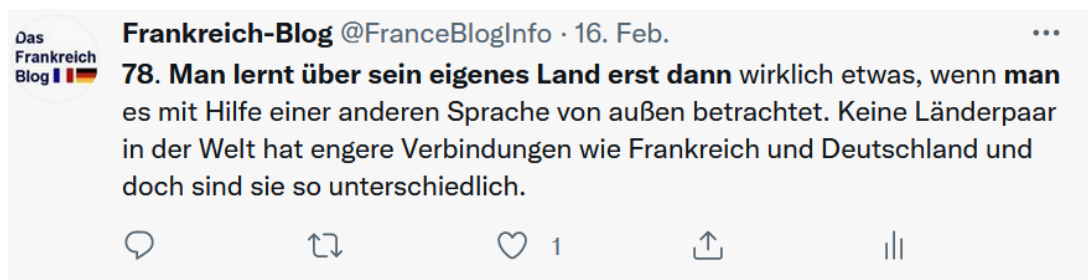 Das
Frankreich
Blog
Frankreich-Blog @FranceBlogInfo · 16. Feb.
78. Man lernt über sein eigenes Land erst dann wirklich etwas, wenn man
es mit Hilfe einer anderen Sprache von außen betrachtet. Keine Länderpaar
in der Welt hat engere Verbindungen wie Frankreich und Deutschland und
doch sind sie so unterschiedlich.
1